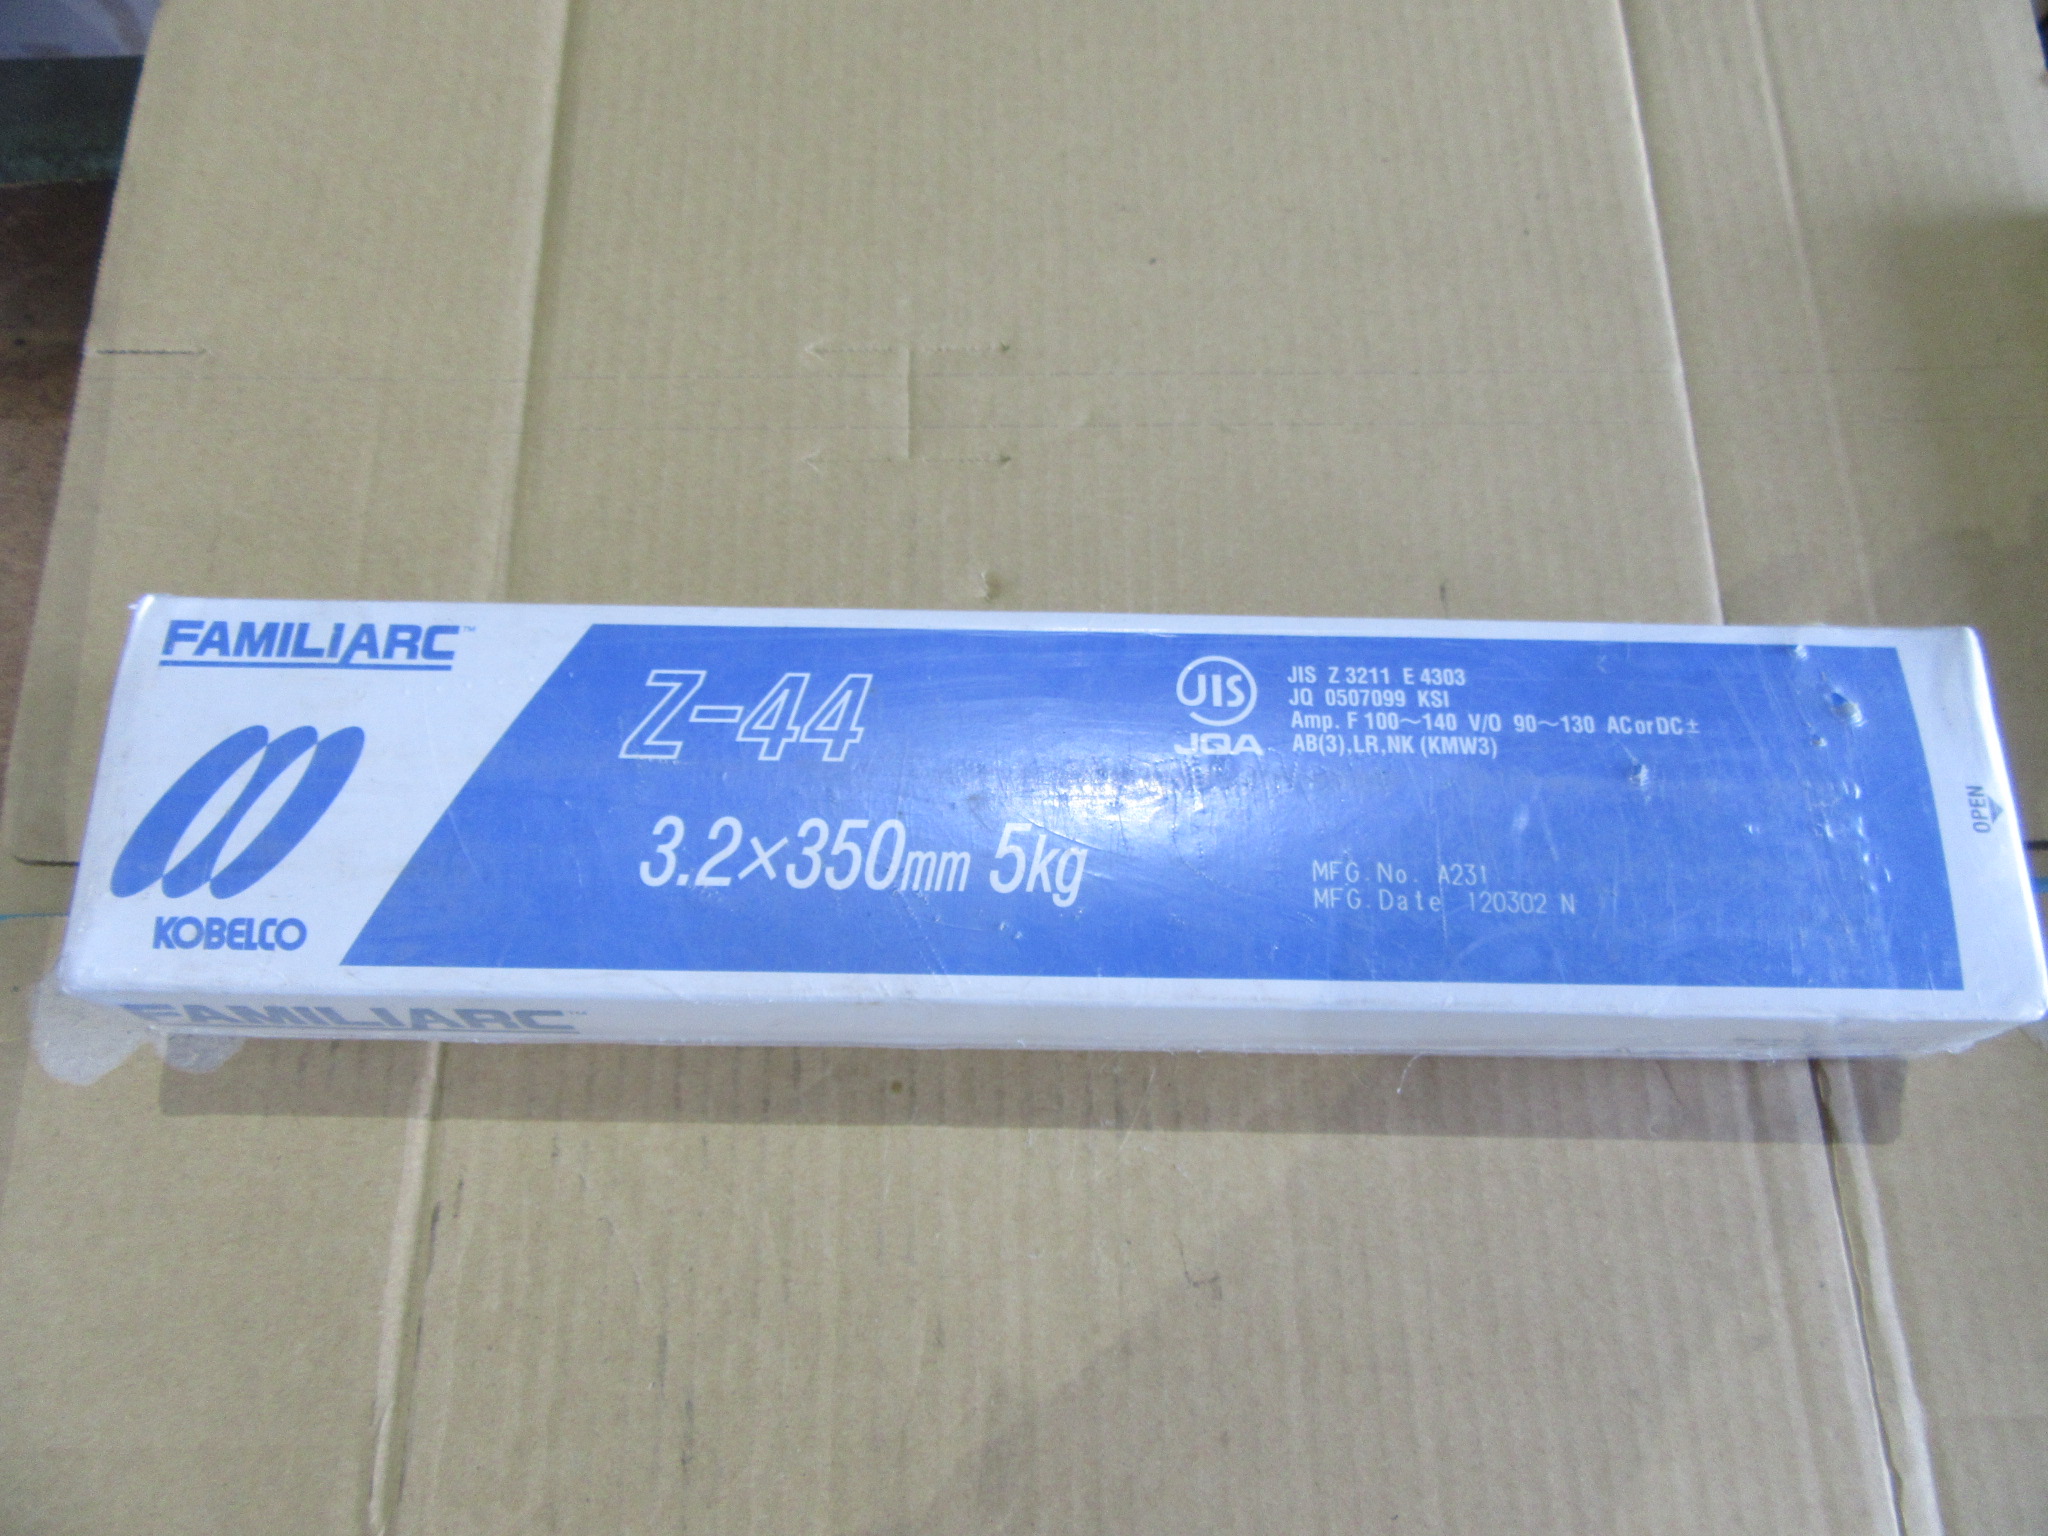 FAMILIARC™
KOBELCO
Z-44
3.2×350mm 5kg
JIS
JQA
JIS Z 3211 E 4303
JQ 0507099 KSI
Amp. F 100～140 V/O 90～130 AC or DC ±
AB(3), LR, NK (KMW3)
MFG. No. A231
MFG. Date 120302 N
OPEN
FAMILIARC™